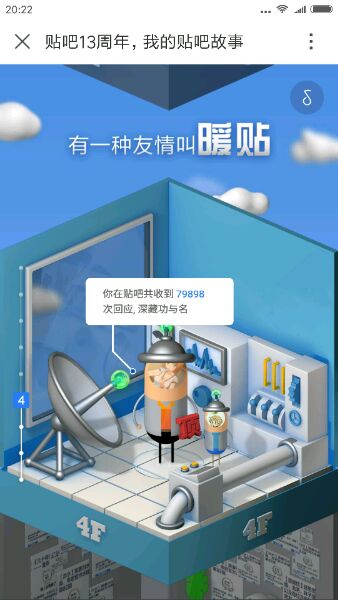 20:22
贴吧13周年，我的贴吧故事
有一种友情叫暖贴
你在贴吧共收到 79898
次回应, 深藏功与名
4
顶
4F
4F